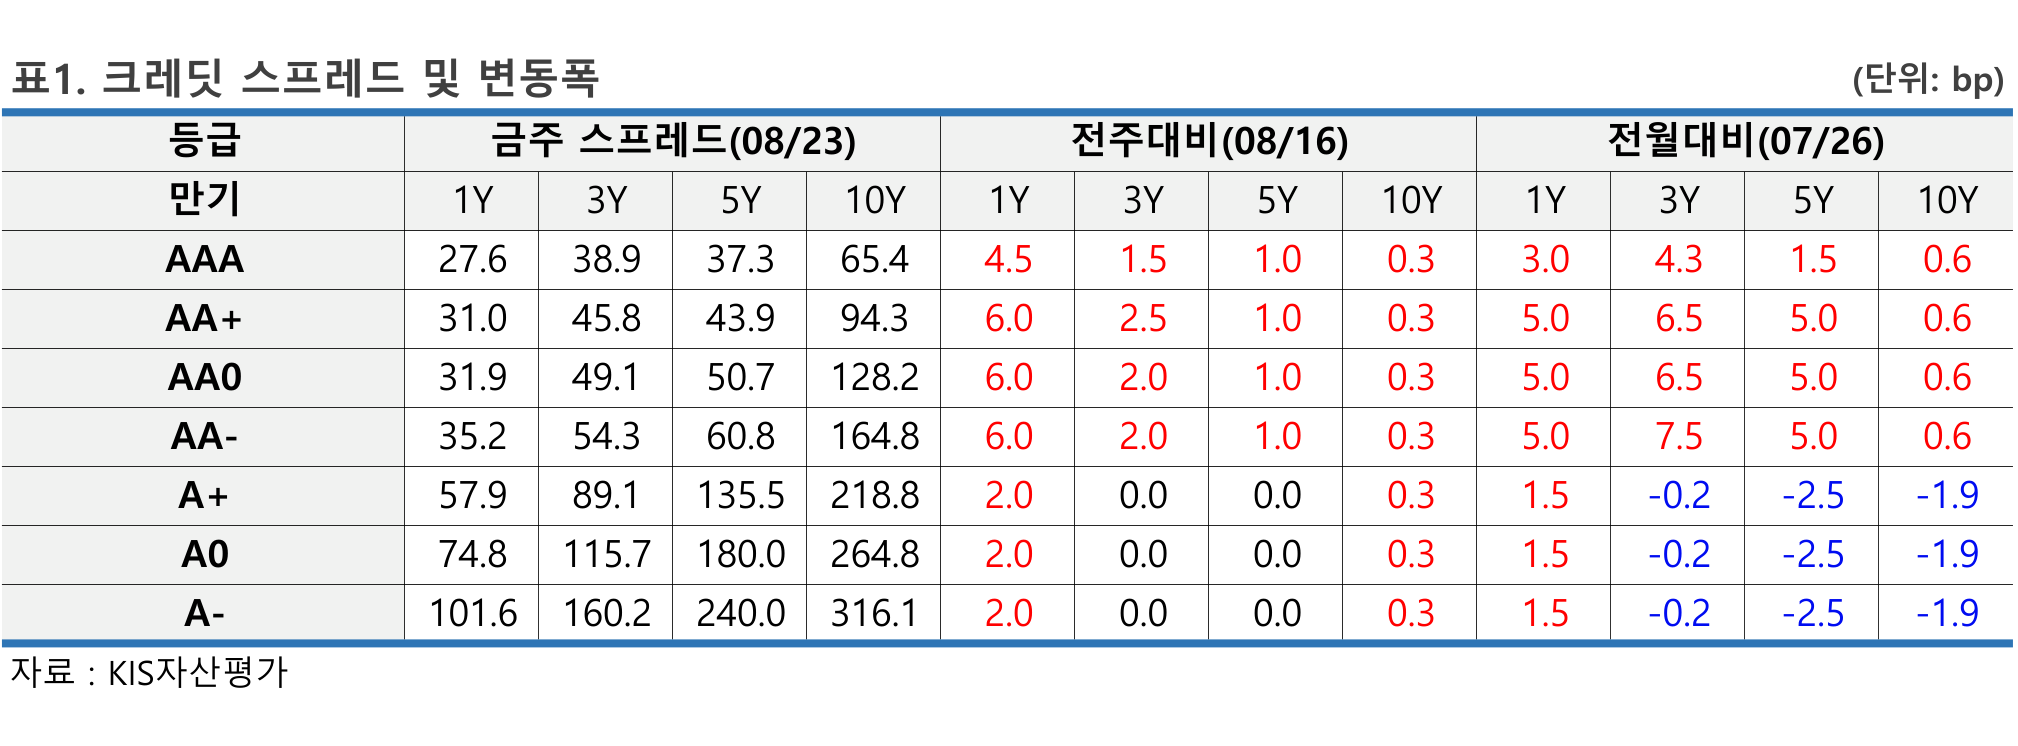 표1. 크레딧 스프레드 및 변동폭 (단위: bp)
등급 금주 스프레드(08/23) 전주대비(08/16) 전월대비(07/26)
만기 1Y 3Y 5Y 10Y 1Y 3Y 5Y 10Y 1Y 3Y 5Y 10Y
AAA 27.6 38.9 37.3 65.4 4.5 1.5 1.0 0.3 3.0 4.3 1.5 0.6
AA+ 31.0 45.8 43.9 94.3 6.0 2.5 1.0 0.3 5.0 6.5 5.0 0.6
AA0 31.9 49.1 50.7 128.2 6.0 2.0 1.0 0.3 5.0 6.5 5.0 0.6
AA- 35.2 54.3 60.8 164.8 6.0 2.0 1.0 0.3 5.0 7.5 5.0 0.6
A+ 57.9 89.1 135.5 218.8 2.0 0.0 0.0 0.3 1.5 -0.2 -2.5 -1.9
A0 74.8 115.7 180.0 264.8 2.0 0.0 0.0 0.3 1.5 -0.2 -2.5 -1.9
A- 101.6 160.2 240.0 316.1 2.0 0.0 0.0 0.3 1.5 -0.2 -2.5 -1.9
자료 : KIS자산평가